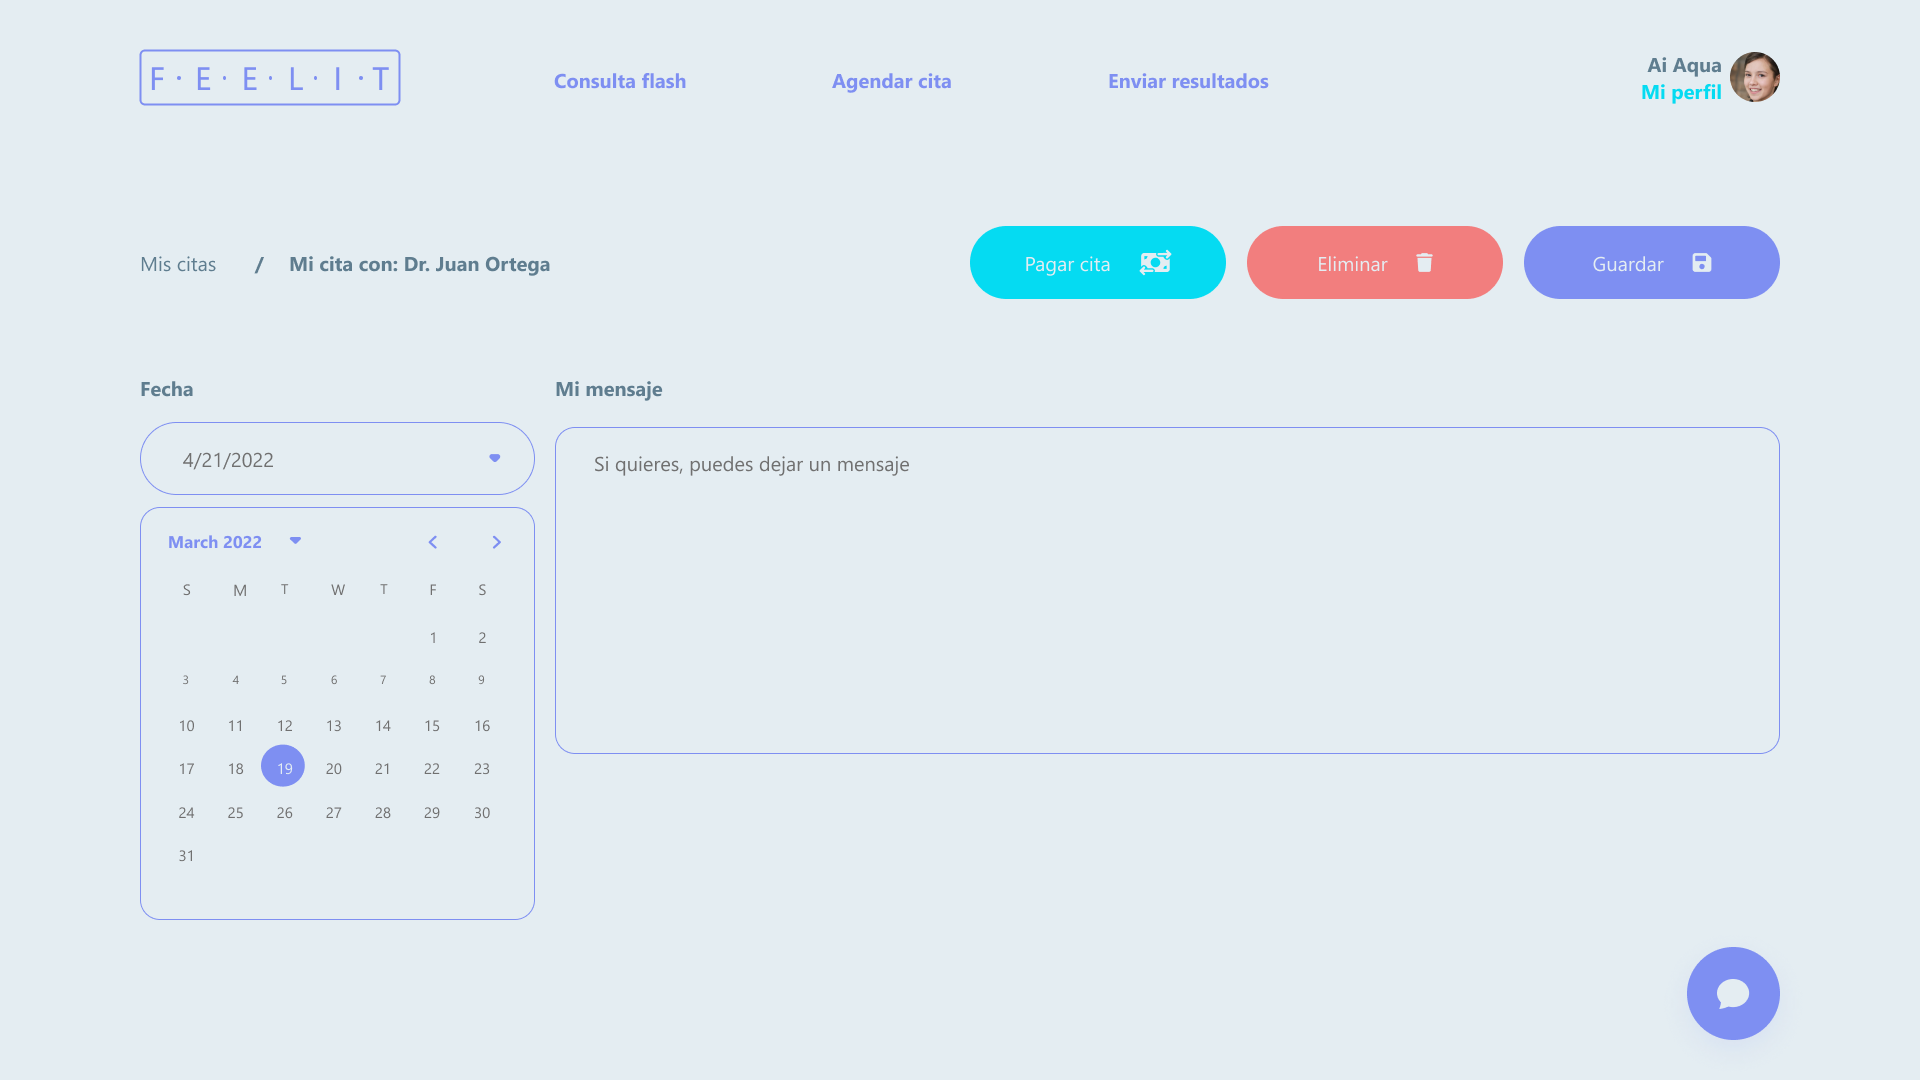 F·E·E·L·I·T
Consulta flash
Agendar cita
Enviar resultados
Ai Aqua
Mi perfil
Mis citas / Mi cita con: Dr. Juan Ortega
Pagar cita
Eliminar
Guardar
Fecha
4/21/2022
March 2022
S M T W T F S
1 2
3 4 5 6 7 8 9
10 11 12 13 14 15 16
17 18 19 20 21 22 23
24 25 26 27 28 29 30
31
Mi mensaje
Si quieres, puedes dejar un mensaje